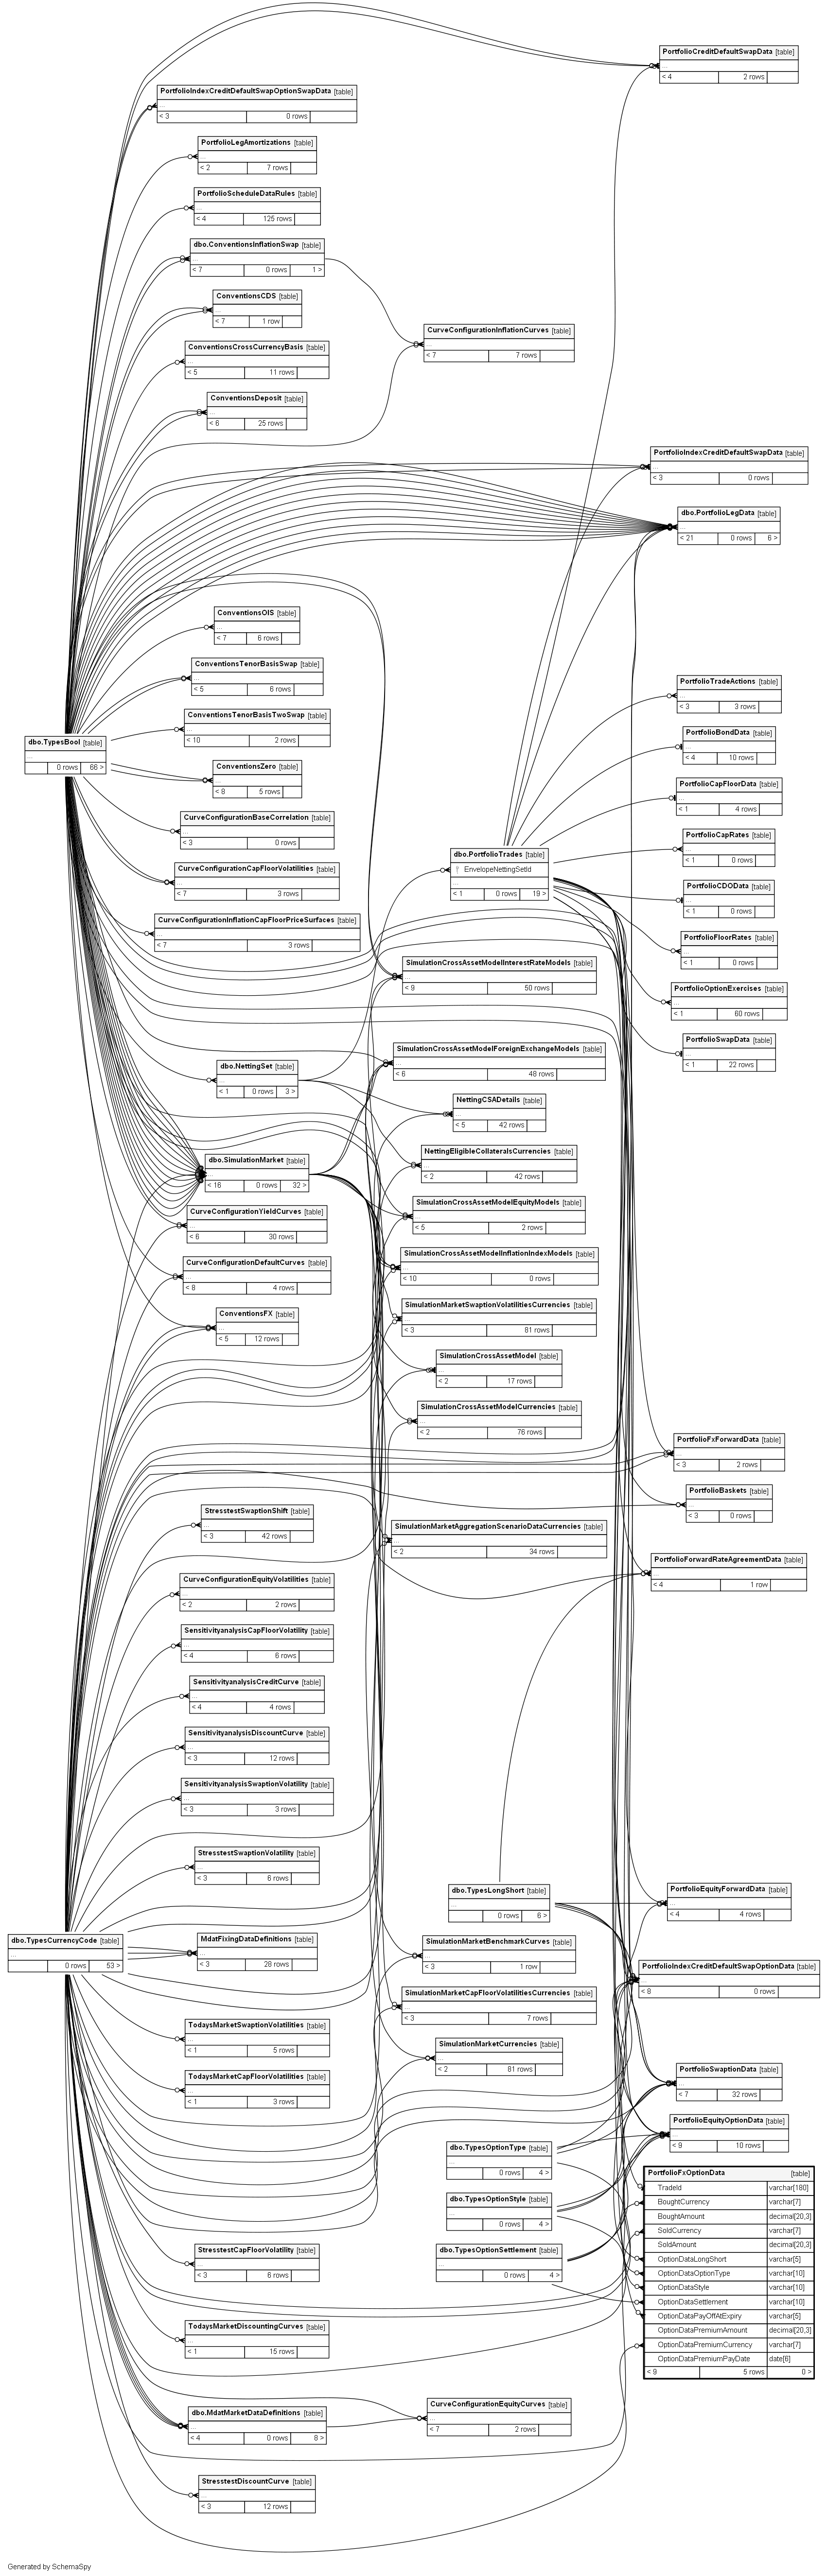 PortfolioCreditDefaultSwapData [table]
...
< 4 2 rows
PortfolioIndexCreditDefaultSwapOptionSwapData [table]
...
< 3 0 rows
PortfolioLegAmortizations [table]
...
< 2 7 rows
PortfolioScheduleDataRules [table]
...
< 4 125 rows
dbo.ConventionsInflationSwap [table]
...
< 7 0 rows 1 >
ConventionsCDS [table]
...
< 7 1 row
CurveConfigurationInflationCurves [table]
...
< 7 7 rows
ConventionsCrossCurrencyBasis [table]
...
< 5 11 rows
ConventionsDeposit [table]
...
< 6 25 rows
PortfolioIndexCreditDefaultSwapData [table]
...
< 3 0 rows
dbo.PortfolioLegData [table]
...
< 21 0 rows 6 >
ConventionsOIS [table]
...
< 7 6 rows
ConventionsTenorBasisSwap [table]
...
< 5 6 rows
PortfolioTradeActions [table]
...
< 3 3 rows
ConventionsTenorBasisTwoSwap [table]
...
< 10 2 rows
PortfolioBondData [table]
...
< 4 10 rows
dbo.TypesBool [table]
...
0 rows 66 >
ConventionsZero [table]
...
< 8 5 rows
PortfolioCapFloorData [table]
...
< 1 4 rows
CurveConfigurationBaseCorrelation [table]
...
< 3 0 rows
PortfolioCapRates [table]
...
< 1 0 rows
dbo.PortfolioTrades [table]
EnvelopeNettingSetId
...
< 1 0 rows 19 >
CurveConfigurationCapFloorVolatilities [table]
...
< 7 3 rows
PortfolioCDOData [table]
...
< 1 0 rows
CurveConfigurationInflationCapFloorPriceSurfaces [table]
...
< 7 3 rows
PortfolioFloorRates [table]
...
< 1 0 rows
SimulationCrossAssetModelInterestRateModels [table]
...
< 9 50 rows
PortfolioOptionExercises [table]
...
< 1 60 rows
PortfolioSwapData [table]
...
< 1 22 rows
SimulationCrossAssetModelForeignExchangeModels [table]
...
< 6 48 rows
dbo.NettingSet [table]
...
< 1 0 rows 3 >
NettingCSADetails [table]
...
< 5 42 rows
NettingEligibleCollateralsCurrencies [table]
...
< 2 42 rows
dbo.SimulationMarket [table]
...
< 16 0 rows 32 >
SimulationCrossAssetModelEquityModels [table]
...
< 5 2 rows
CurveConfigurationYieldCurves [table]
...
< 6 30 rows
SimulationCrossAssetModelInflationIndexModels [table]
...
< 10 0 rows
CurveConfigurationDefaultCurves [table]
...
< 8 4 rows
SimulationMarketSwaptionVolatilitiesCurrencies [table]
...
< 3 81 rows
ConventionsFX [table]
...
< 5 12 rows
SimulationCrossAssetModel [table]
...
< 2 17 rows
SimulationCrossAssetModelCurrencies [table]
...
< 2 76 rows
PortfolioFxForwardData [table]
...
< 3 2 rows
PortfolioBaskets [table]
...
< 3 0 rows
StresstestSwaptionShift [table]
...
< 3 42 rows
SimulationMarketAggregationScenarioDataCurrencies [table]
...
< 2 34 rows
PortfolioForwardRateAgreementData [table]
...
< 4 1 row
CurveConfigurationEquityVolatilities [table]
...
< 2 2 rows
SensitivityanalysisCapFloorVolatility [table]
...
< 4 6 rows
SensitivityanalysisCreditCurve [table]
...
< 4 4 rows
SensitivityanalysisDiscountCurve [table]
...
< 3 12 rows
SensitivityanalysisSwaptionVolatility [table]
...
< 3 3 rows
StresstestSwaptionVolatility [table]
...
< 3 6 rows
dbo.TypesLongShort [table]
...
0 rows 6 >
PortfolioEquityForwardData [table]
...
< 4 4 rows
dbo.TypesCurrencyCode [table]
...
0 rows 53 >
MdatFixingDataDefinitions [table]
...
< 3 28 rows
SimulationMarketBenchmarkCurves [table]
...
< 3 1 row
PortfolioIndexCreditDefaultSwapOptionData [table]
...
< 8 0 rows
SimulationMarketCapFloorVolatilitiesCurrencies [table]
...
< 3 7 rows
TodaysMarketSwaptionVolatilities [table]
...
< 1 5 rows
SimulationMarketCurrencies [table]
...
< 2 81 rows
TodaysMarketCapFloorVolatilities [table]
...
< 1 3 rows
PortfolioSwaptionData [table]
...
< 7 32 rows
PortfolioEquityOptionData [table]
...
< 9 10 rows
dbo.TypesOptionType [table]
...
0 rows 4 >
dbo.TypesOptionStyle [table]
...
0 rows 4 >
dbo.TypesOptionSettlement [table]
...
0 rows 4 >
PortfolioFxOptionData [table]
TradeId varchar[180]
BoughtCurrency varchar[7]
BoughtAmount decimal[20,3]
SoldCurrency varchar[7]
SoldAmount decimal[20,3]
OptionDataLongShort varchar[5]
OptionDataOptionType varchar[10]
OptionDataStyle varchar[10]
OptionDataSettlement varchar[10]
OptionDataPayOffAtExpiry varchar[5]
OptionDataPremiumAmount decimal[20,3]
OptionDataPremiumCurrency varchar[7]
OptionDataPremiumPayDate date[6]
< 9 5 rows 0 >
StresstestCapFloorVolatility [table]
...
< 3 6 rows
TodaysMarketDiscountingCurves [table]
...
< 1 15 rows
dbo.MdatMarketDataDefinitions [table]
...
< 4 0 rows 8 >
CurveConfigurationEquityCurves [table]
...
< 7 2 rows
StresstestDiscountCurve [table]
...
< 3 12 rows
Generated by SchemaSpy